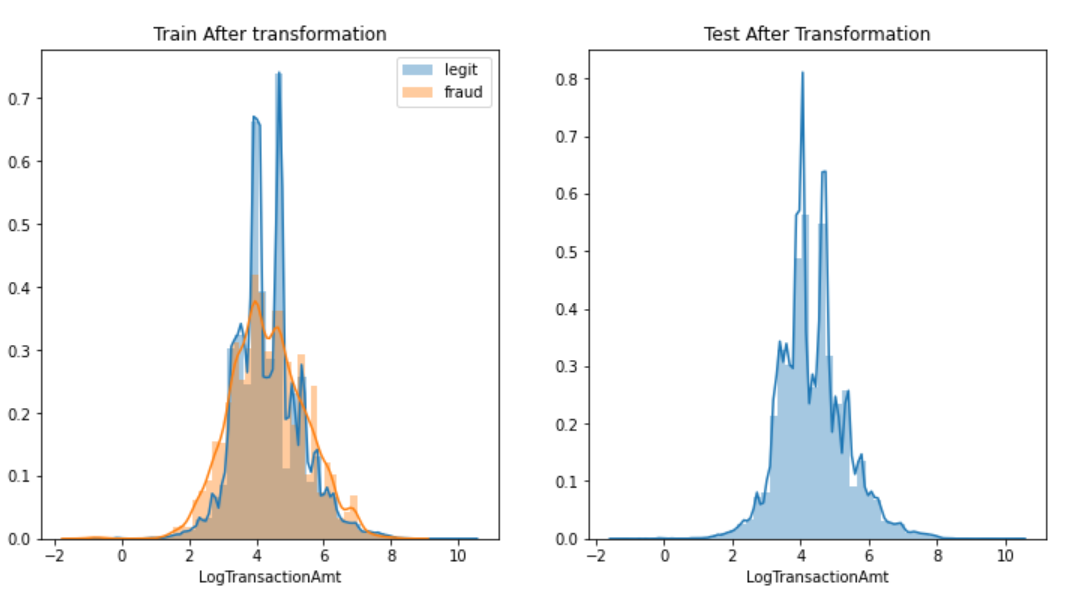 Train After transformation
legit
fraud
0.7
0.6
0.5
0.4
0.3
0.2
0.1
0.0
−2 0 2 4 6 8 10
LogTransactionAmt
Test After Transformation
0.8
0.7
0.6
0.5
0.4
0.3
0.2
0.1
0.0
−2 0 2 4 6 8 10
LogTransactionAmt